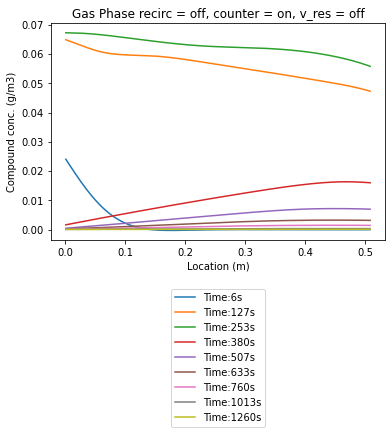 Gas Phase recirc = off, counter = on, v_res = off
Compound conc. (g/m3)
0.07
0.06
0.05
0.04
0.03
0.02
0.01
0.00
0.0 0.1 0.2 0.3 0.4 0.5
Location (m)
Time:6s
Time:127s
Time:253s
Time:380s
Time:507s
Time:633s
Time:760s
Time:1013s
Time:1260s